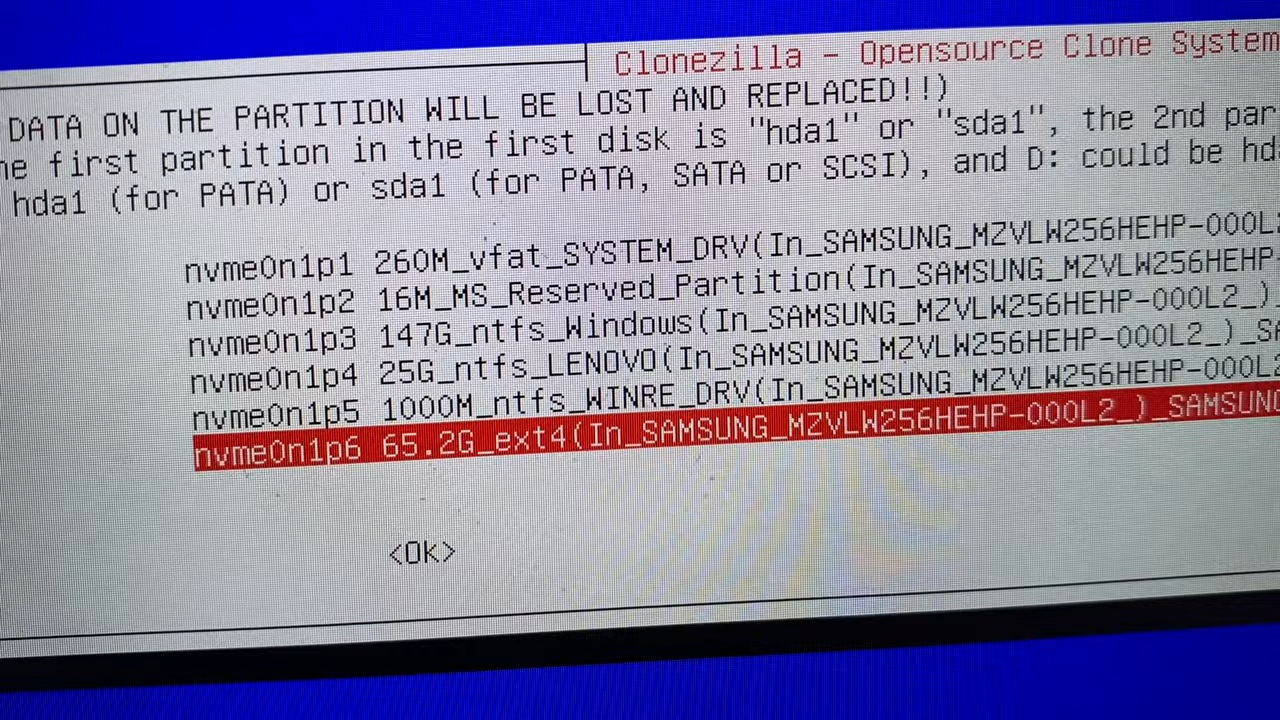 Clonezilla - Opensource Clone System
DATA ON THE PARTITION WILL BE LOST AND REPLACED!!)
he first partition in the first disk is "hda1" or "sda1", the 2nd par
hda1 (for PATA) or sda1 (for PATA, SATA or SCSI), and D: could be hd
nvme0n1p1 260M_vfat_SYSTEM_DRV(In_SAMSUNG_MZVLW256HEHP-000L2
nvme0n1p2 16M_MS_Reserved_Partition(In_SAMSUNG_MZVLW256HEHP-
nvme0n1p3 147G_ntfs_Windows(In_SAMSUNG_MZVLW256HEHP-000L2_)
nvme0n1p4 25G_ntfs_LENOVO(In_SAMSUNG_MZVLW256HEHP-000L2_)_SA
nvme0n1p5 1000M_ntfs_WINRE_DRV(In_SAMSUNG_MZVLW256HEHP-000L2
nvme0n1p6 65.2G_ext4(In_SAMSUNG_MZVLW256HEHP-000L2_)_SAMSUNG
<Ok>